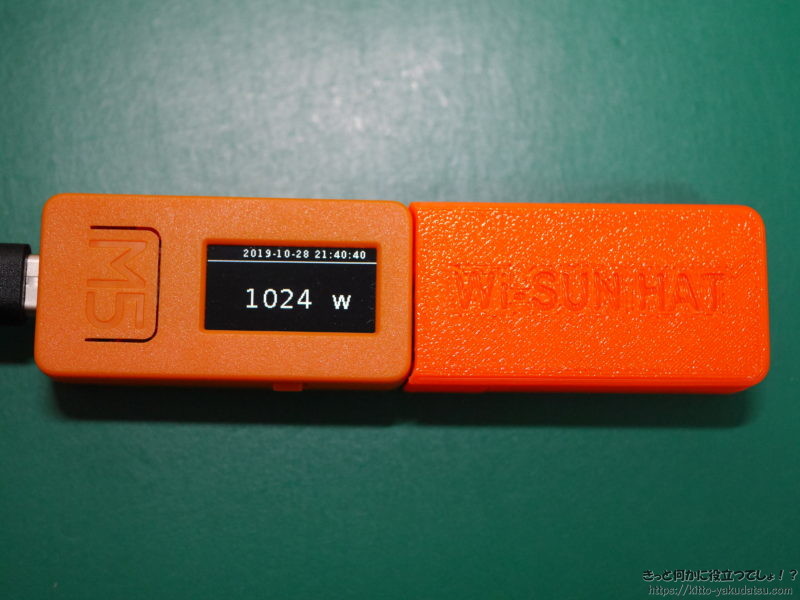 M5
2019-10-28 21:40:40
1024 W
Wi-SUN HAT
きっと何かに役立つでしょ！？
https://kitto-yakudatsu.com